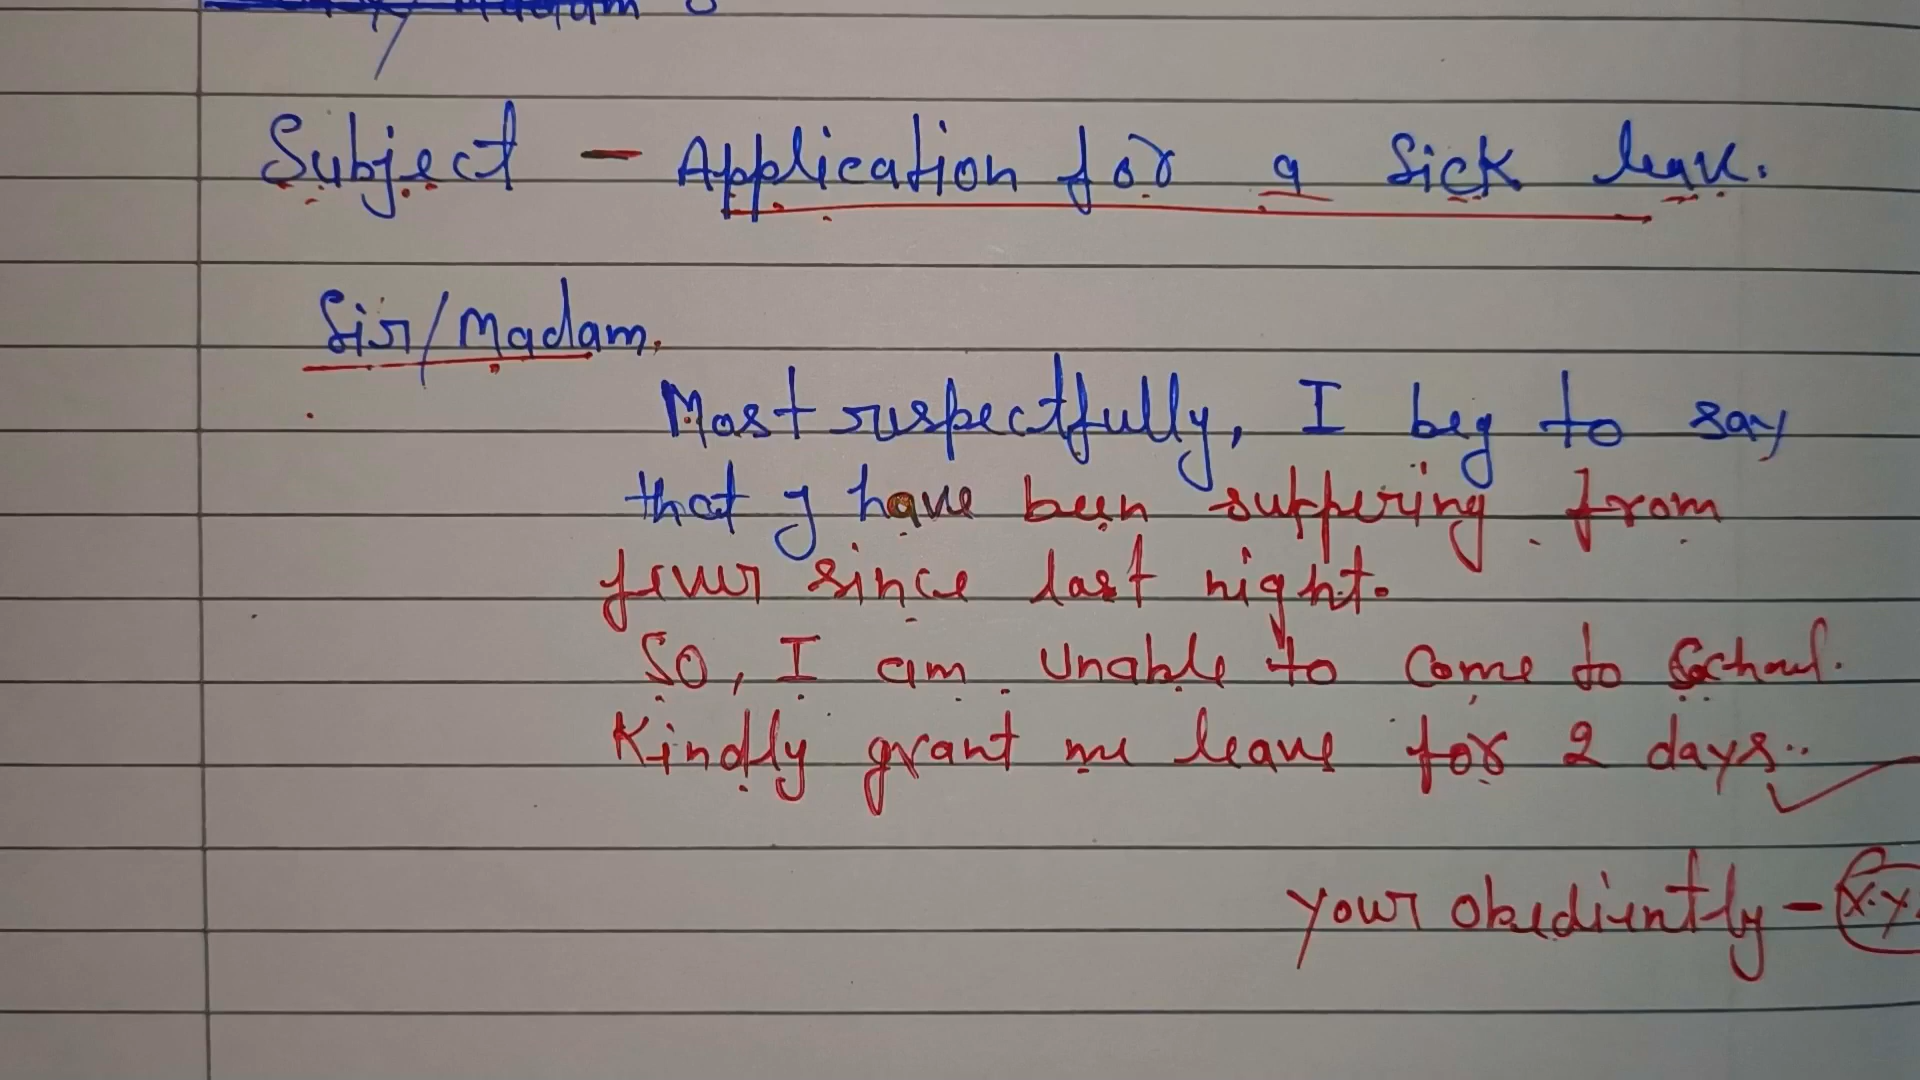 Madam
Subject - Application for a Sick leave.
Sir/Madam,
Most respectfully, I beg to say
that I have been suffering from
fever since last night.
So, I am unable to come to School.
Kindly grant me leave for 2 days..
your obediently - X.Y.